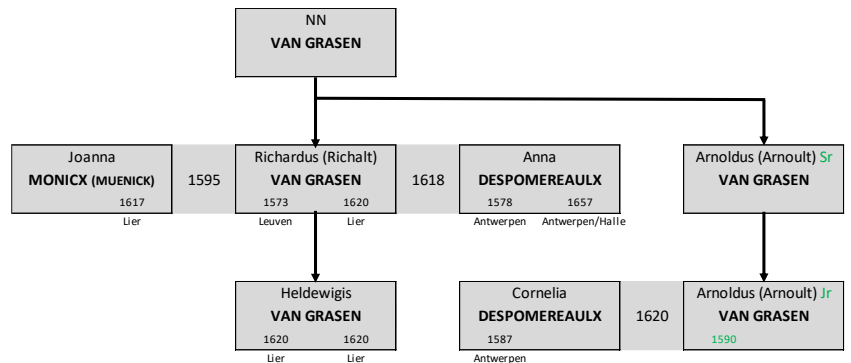 NN
VAN GRASEN
Joanna
MONICX (MUENICK)
1617
Lier
1595
Richardus (Richalt)
VAN GRASEN
1573 1620
Leuven Lier
1618
Anna
DESPOMEREAULX
1578 1657
Antwerpen Antwerpen/Halle
Arnoldus (Arnoult) Sr
VAN GRASEN
Heldewigis
VAN GRASEN
1620 1620
Lier Lier
Cornelia
DESPOMEREAULX
1587
Antwerpen
1620
Arnoldus (Arnoult) Jr
VAN GRASEN
1590